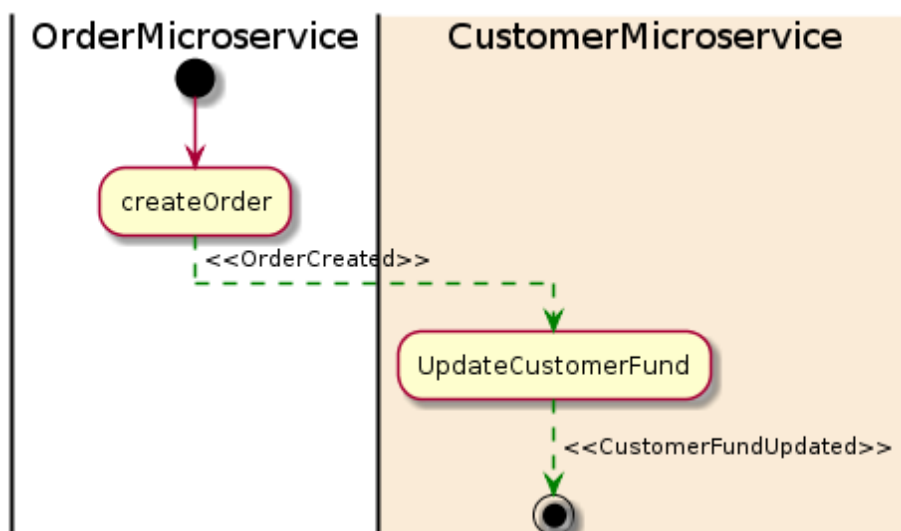 OrderMicroservice
CustomerMicroservice
createOrder
<<OrderCreated>>
UpdateCustomerFund
<<CustomerFundUpdated>>